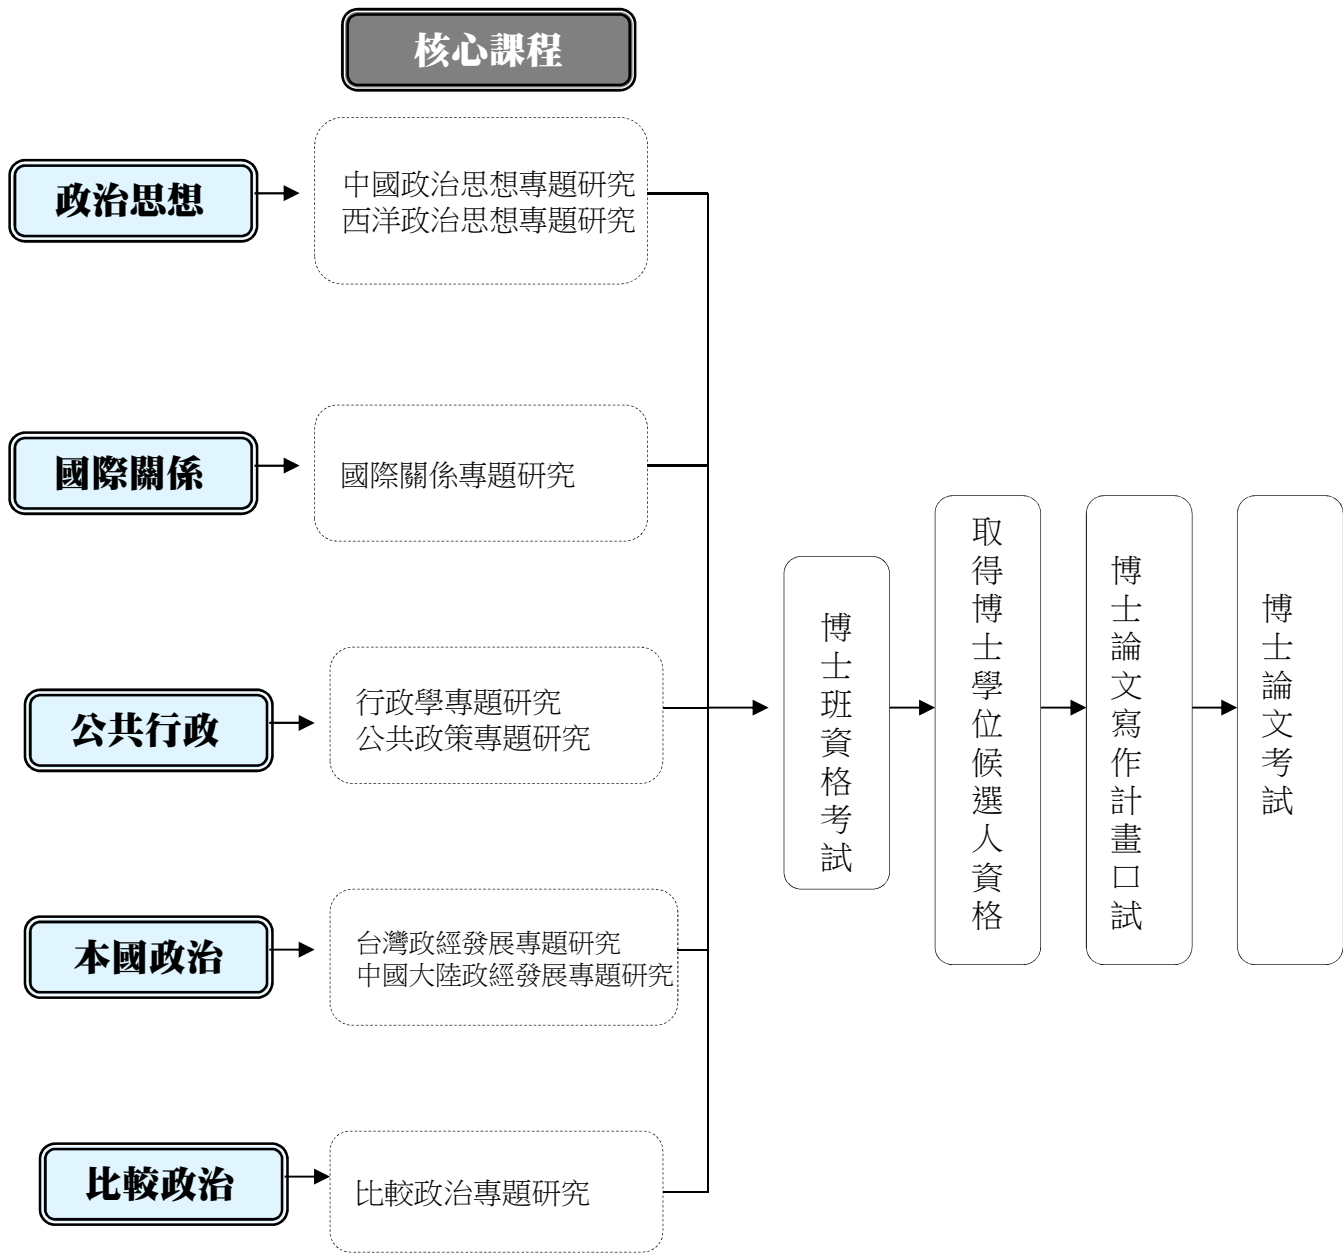 核心課程
政治思想
中國政治思想專題研究
西洋政治思想專題研究
國際關係
國際關係專題研究
公共行政
行政學專題研究
公共政策專題研究
本國政治
台灣政經發展專題研究
中國大陸政經發展專題研究
比較政治
比較政治專題研究
博士班資格考試
取得博士學位候選人資格
博士論文寫作計畫口試
博士論文考試